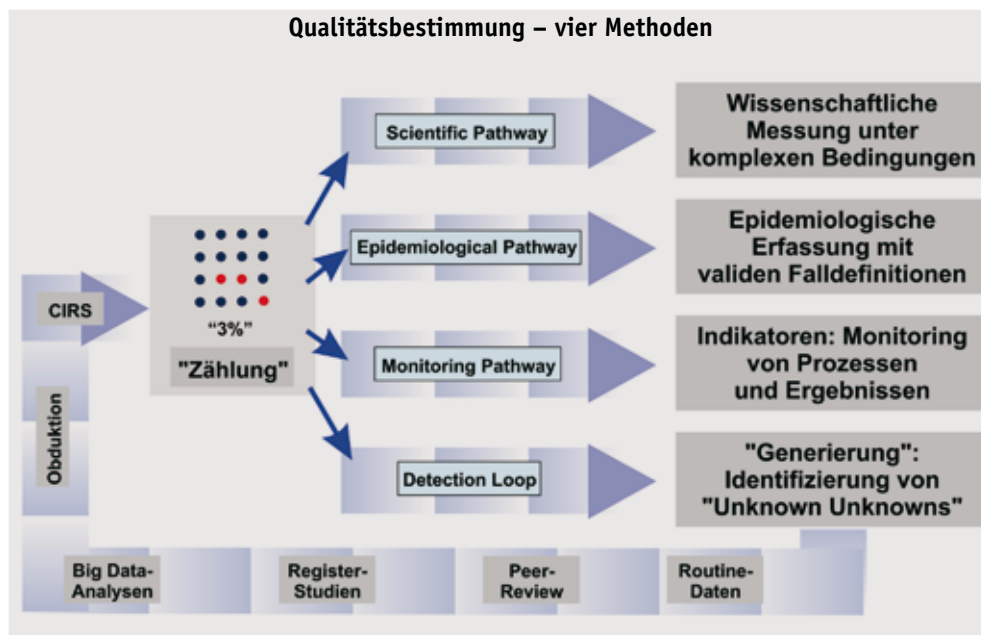 Qualitätsbestimmung – vier Methoden
Scientific Pathway
Wissenschaftliche
Messung unter
komplexen Bedingungen
Epidemiological Pathway
Epidemiologische
Erfassung mit
validen Falldefinitionen
CIRS
“3%”
"Zählung"
Monitoring Pathway
Indikatoren: Monitoring
von Prozessen
und Ergebnissen
Obduktion
Detection Loop
"Generierung":
Identifizierung von
"Unknown Unknowns"
Big Data-
Analysen
Register-
Studien
Peer-
Review
Routine-
Daten